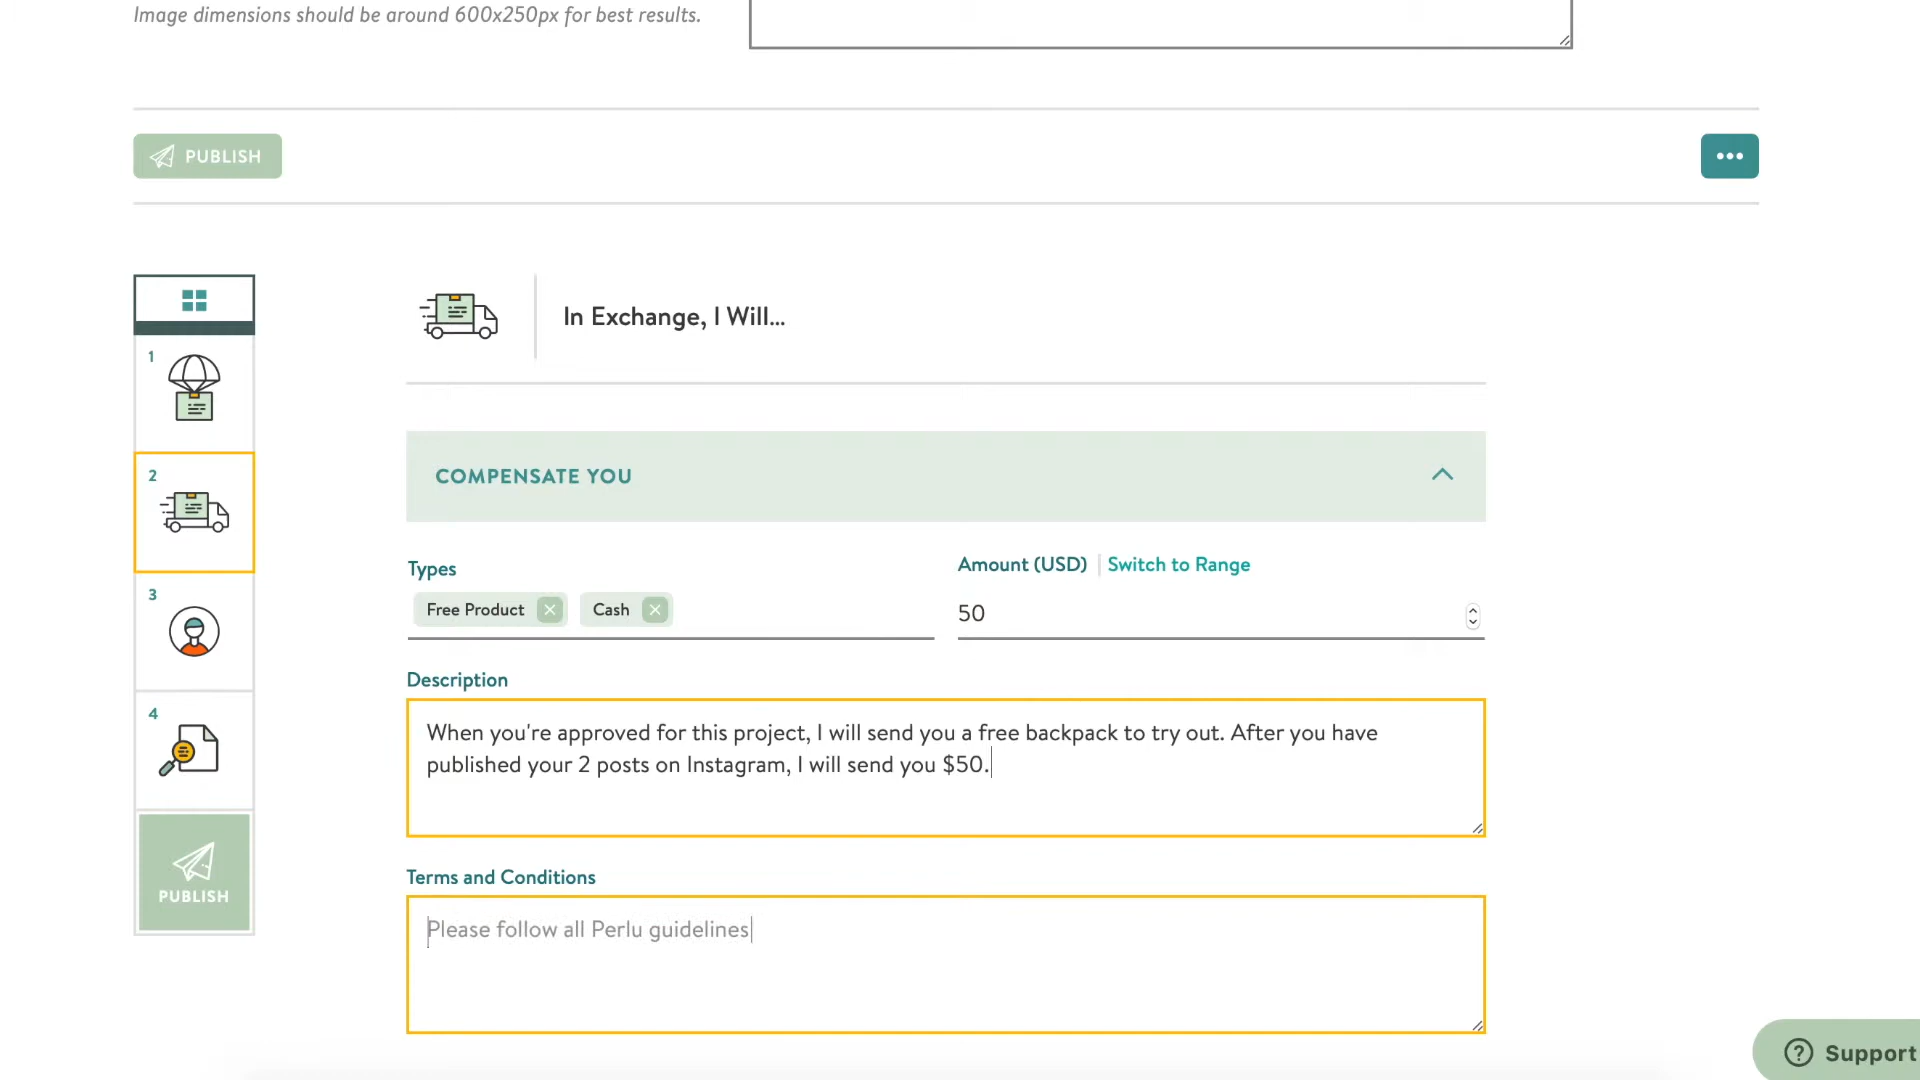 Image dimensions should be around 600x250px for best results.
PUBLISH
In Exchange, I Will...
1
2
3
4
PUBLISH
COMPENSATE YOU
Types
Free Product
Cash
Amount (USD)
Switch to Range
50
Description
When you're approved for this project, I will send you a free backpack to try out. After you have
published your 2 posts on Instagram, I will send you $50.
Terms and Conditions
Please follow all Perlu guidelines
? Support